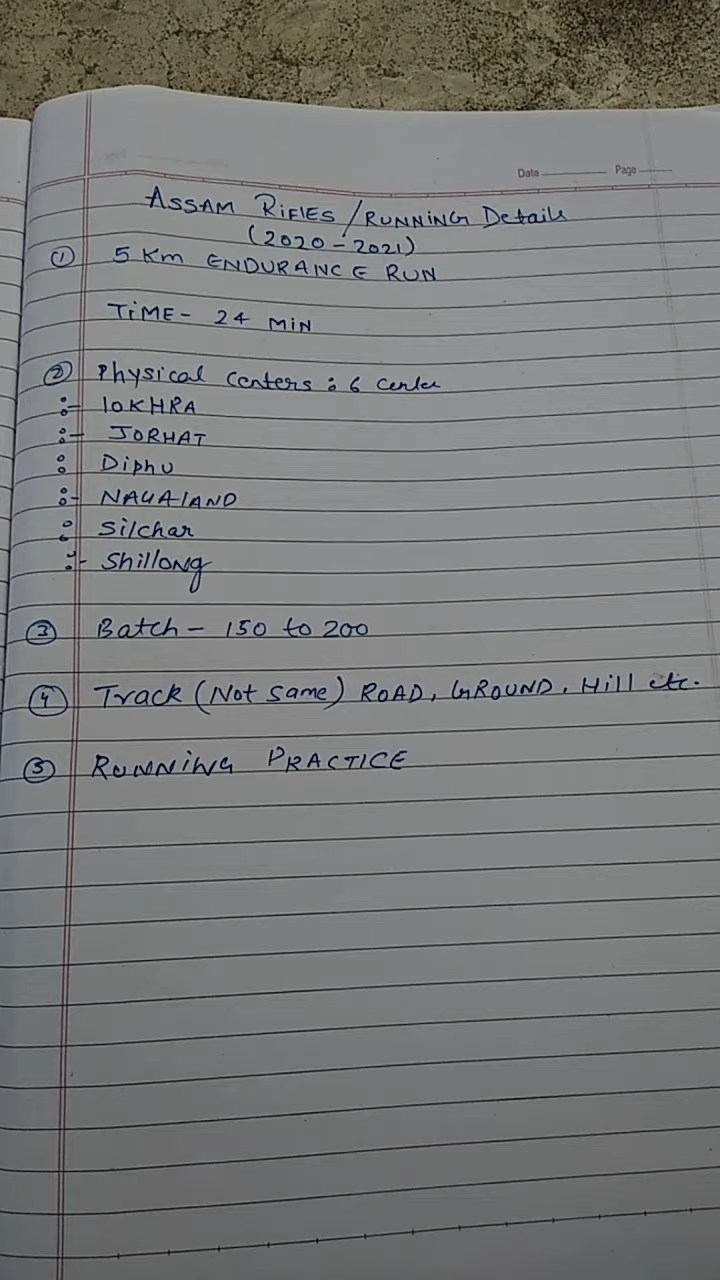 Date Page
ASSAM RIFLES / RUNNING Details
(2020-2021)
① 5 Km ENDURANCE RUN
TiME- 24 MiN
② Physical Centers : 6 Center
:- LOKHRA
:- JORHAT
: Diphu
:- NAGALAND
: Silchar
:- Shillong
③ Batch - 150 to 200
④ Track (Not same) ROAD, GROUND, Hill etc.
⑤ RUNNiNG PRACTICE